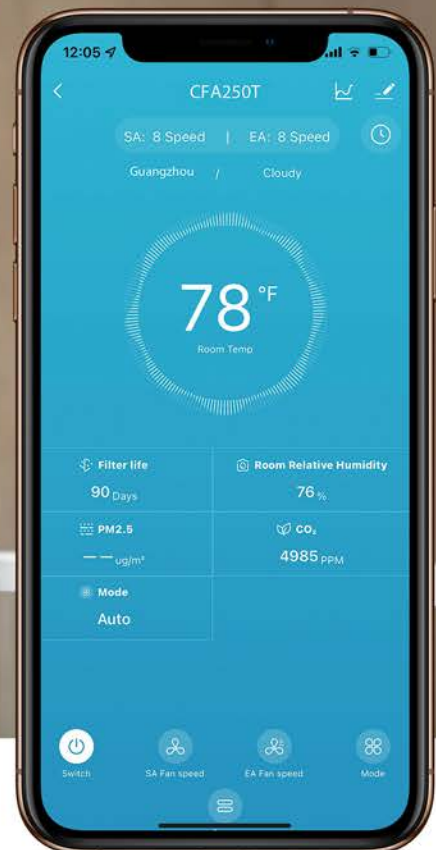 12:05
CFA250T
SA: 8 Speed | EA: 8 Speed
Guangzhou / Cloudy
78 °F
Room Temp
Filter life
90 Days
Room Relative Humidity
76 %
PM2.5
-- ug/m³
CO₂
4985 PPM
Mode
Auto
Switch
SA Fan speed
EA Fan speed
Mode